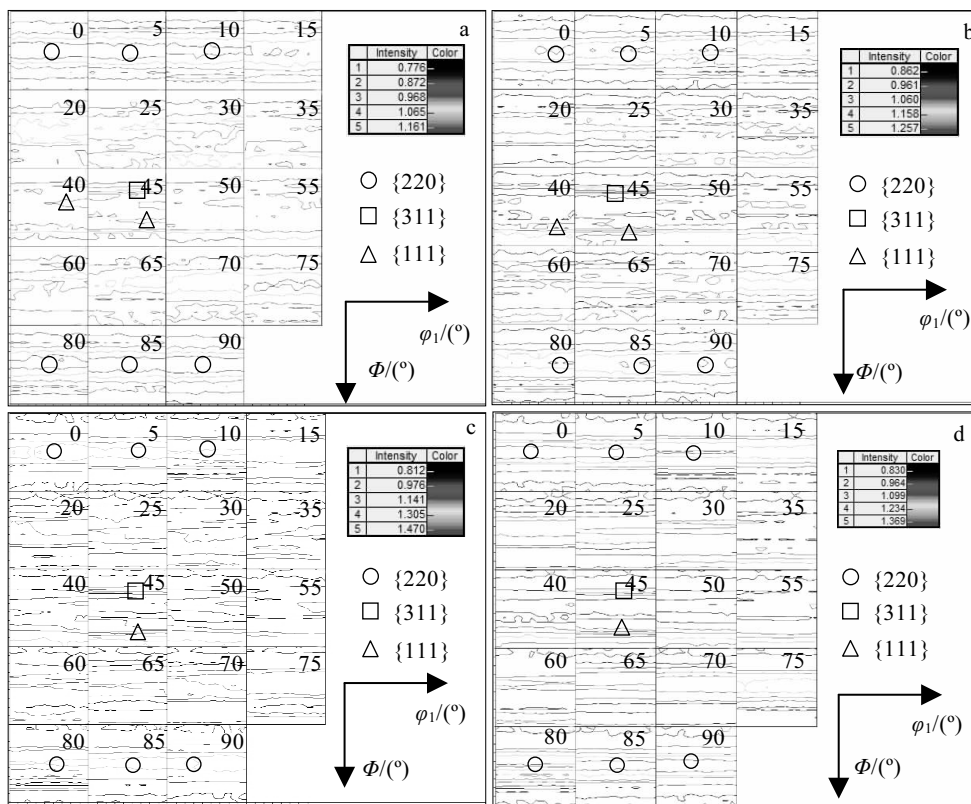 0 5 10 15 a
Intensity Color
1 0.776
2 0.872
3 0.968
4 1.065
5 1.161
20 25 30 35
40 45 50 55
60 65 70 75
80 85 90
{220}
{311}
{111}
φ1/(º)
Φ/(º)
0 5 10 15 b
Intensity Color
1 0.862
2 0.961
3 1.060
4 1.158
5 1.257
20 25 30 35
40 45 50 55
60 65 70 75
80 85 90
{220}
{311}
{111}
φ1/(º)
Φ/(º)
0 5 10 15 c
Intensity Color
1 0.812
2 0.976
3 1.141
4 1.305
5 1.470
20 25 30 35
40 45 50 55
60 65 70 75
80 85 90
{220}
{311}
{111}
φ1/(º)
Φ/(º)
0 5 10 15 d
Intensity Color
1 0.830
2 0.964
3 1.099
4 1.234
5 1.369
20 25 30 35
40 45 50 55
60 65 70 75
80 85 90
{220}
{311}
{111}
φ1/(º)
Φ/(º)